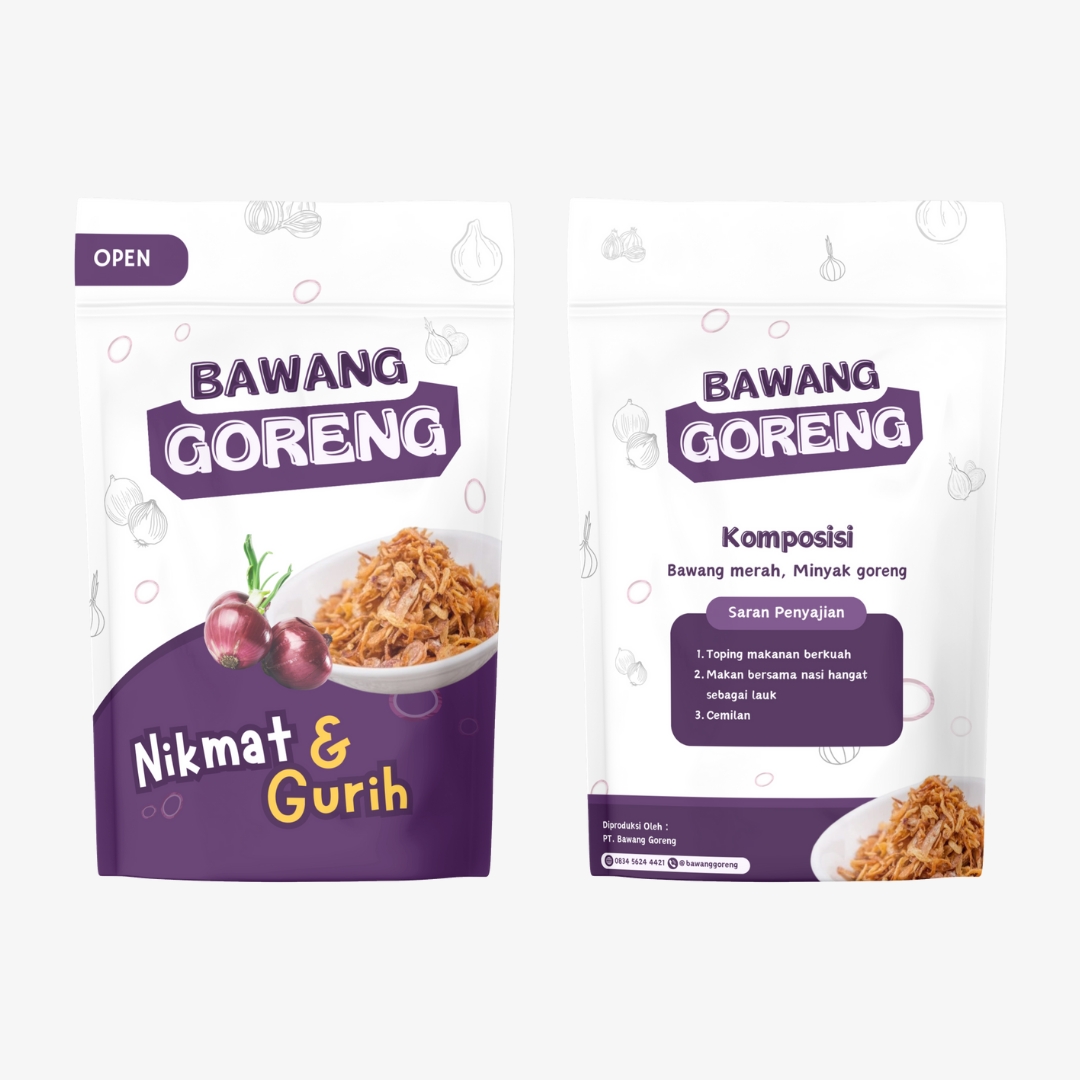 OPEN
BAWANG
GORENG
Nikmat &
Gurih
BAWANG
GORENG
Komposisi
Bawang merah, Minyak goreng
Saran Penyajian
1. Toping makanan berkuah
2. Makan bersama nasi hangat
sebagai lauk
3. Cemilan
Diproduksi Oleh :
PT. Bawang Goreng
0834 5624 4421 @bawanggoreng